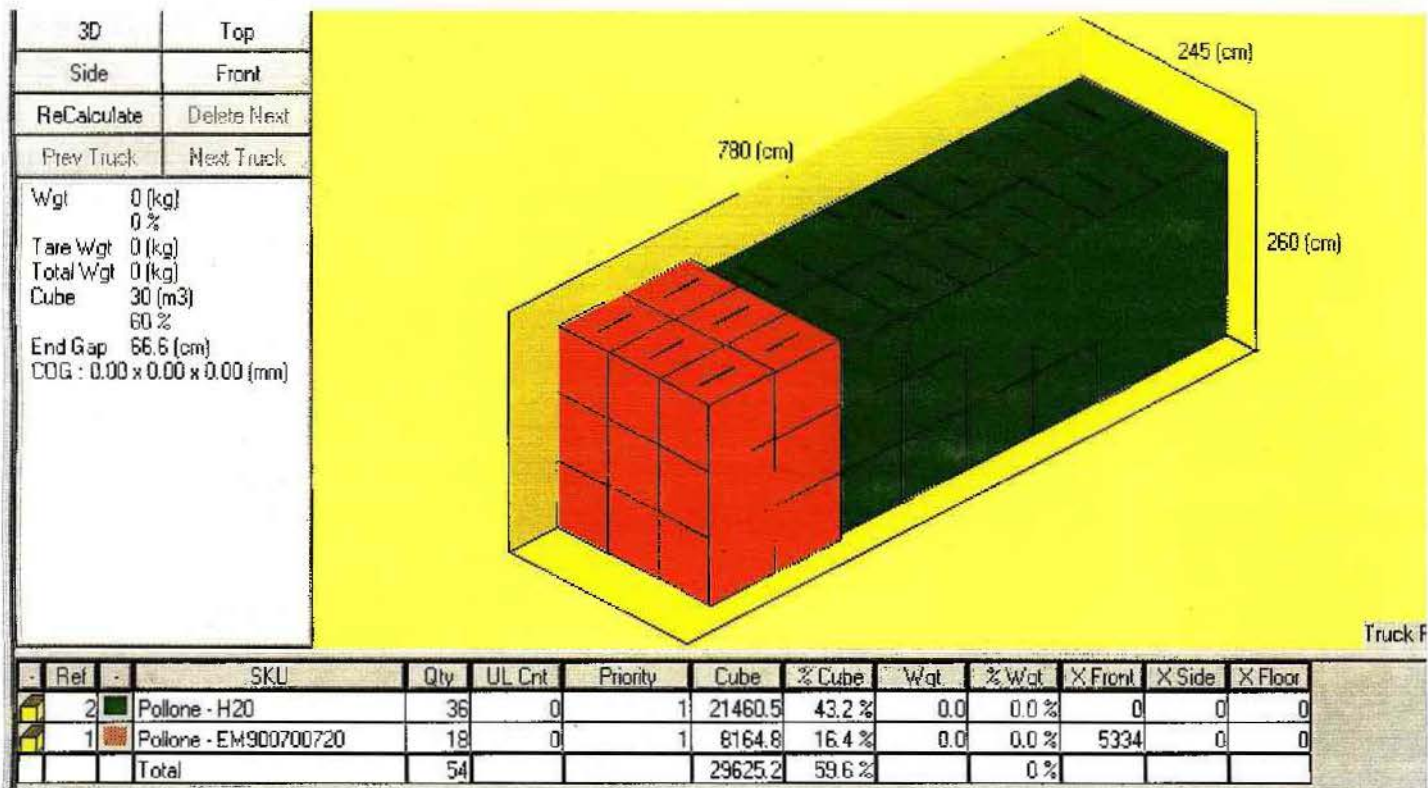 3D Top
Side Front
ReCalculate Delete Next
Prev Truck Next Truck
Wgt 0 (kg)
0 %
Tare Wgt 0 (kg)
Total Wgt 0 (kg)
Cube 30 (m3)
60 %
End Gap 66.6 (cm)
COG : 0.00 x 0.00 x 0.00 (mm)
245 (cm)
780 (cm)
260 (cm)
Truck
- Ref - SKU Qty UL Cnt Priority Cube % Cube Wgt % Wgt X Front X Side X Floor
2 Pollone - H20 36 0 1 21460.5 43.2 % 0.0 0.0 % 0 0 0
1 Pollone - EM900700720 18 0 1 8164.8 16.4 % 0.0 0.0 % 5334 0 0
Total 54 29625.2 59.6 % 0 %